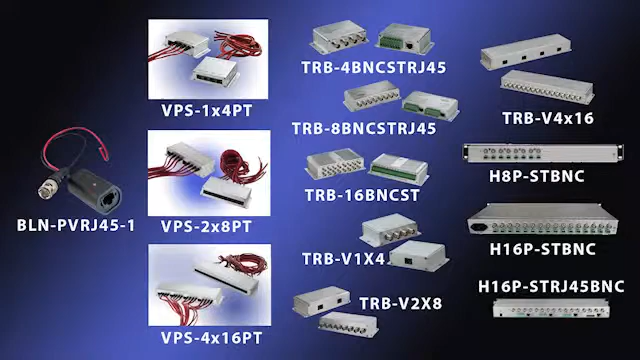 BLN-PVRJ45-1
VPS-1x4PT
VPS-2x8PT
VPS-4x16PT
TRB-4BNCSTRJ45
TRB-8BNCSTRJ45
TRB-16BNCST
TRB-V1X4
TRB-V2X8
TRB-V4x16
H8P-STBNC
H16P-STBNC
H16P-STRJ45BNC